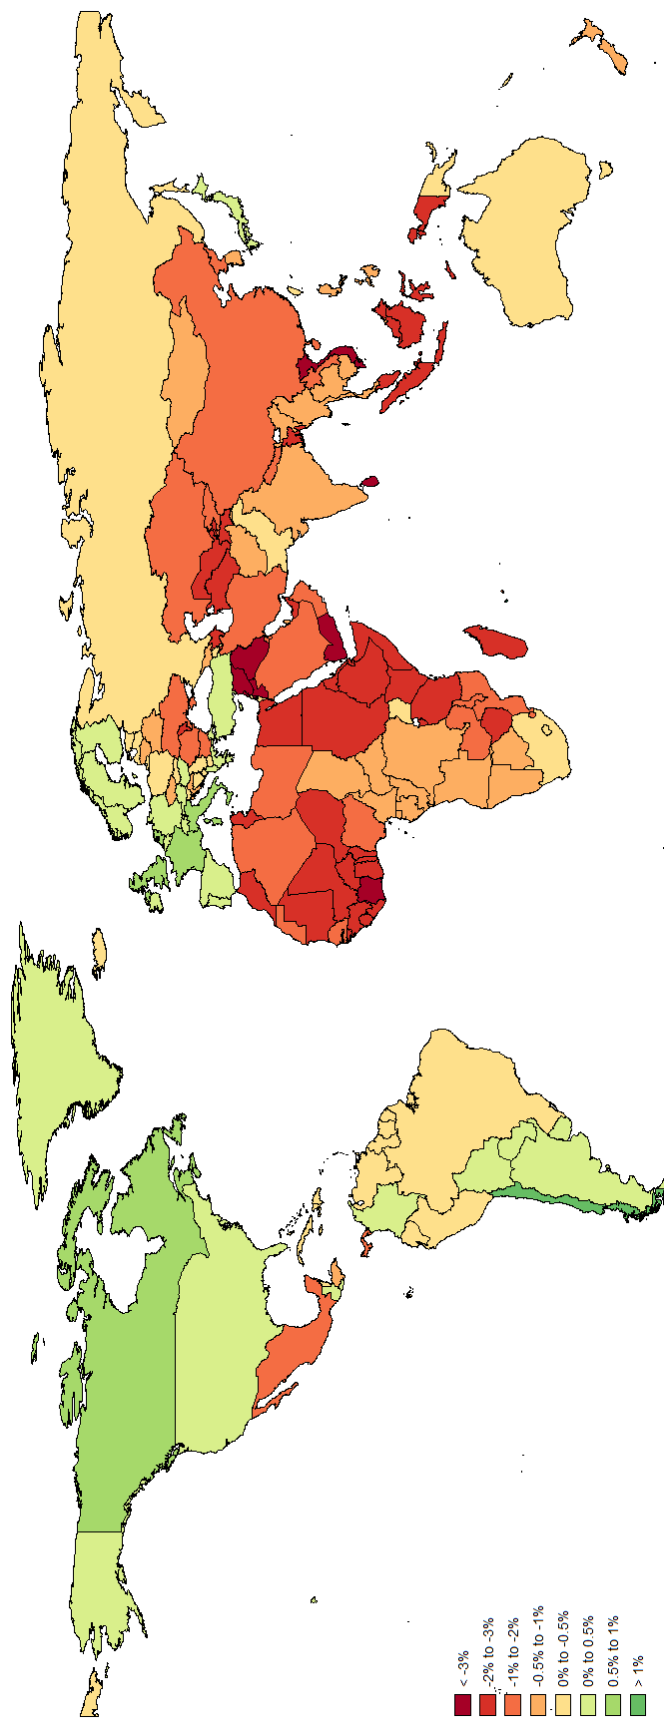 < -3%
-2% to -3%
-1% to -2%
-0.5% to -1%
0% to -0.5%
0% to 0.5%
0.5% to 1%
> 1%